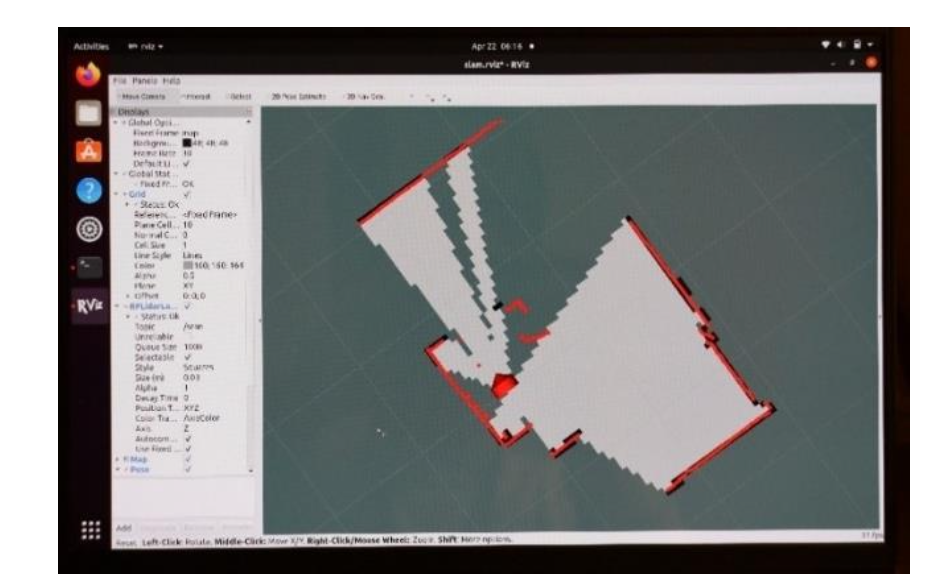 Activities rviz Apr 22 06:16
slam.rviz* - RViz
File Panels Help
Move Camera Interact Select 2D Pose Estimate 2D Nav Goal
Displays
Global Opti...
Fixed Frame map
Backgrou... 48; 48; 48
Frame Rate 30
Default Li... ✓
Global Stat...
Fixed Fr... OK
Grid ✓
Status: Ok
Referenc... <Fixed Frame>
Plane Cell... 10
Normal C... 0
Cell Size 1
Line Style Lines
Color 160; 160; 164
Alpha 0.5
Plane XY
Offset 0; 0; 0
RPLidarLa... ✓
Status: Ok
Topic /scan
Unreliable
Queue Size 1000
Selectable ✓
Style Squares
Size (m) 0.03
Alpha 1
Decay Time 0
Position T... XYZ
Color Tra... AxisColor
Axis Z
Autocom... ✓
Use Fixed ... ✓
Map ✓
Pose ✓
RViz
Add
Reset Left-Click: Rotate. Middle-Click: Move X/Y. Right-Click/Mouse Wheel: Zoom. Shift: More options. 31 fps